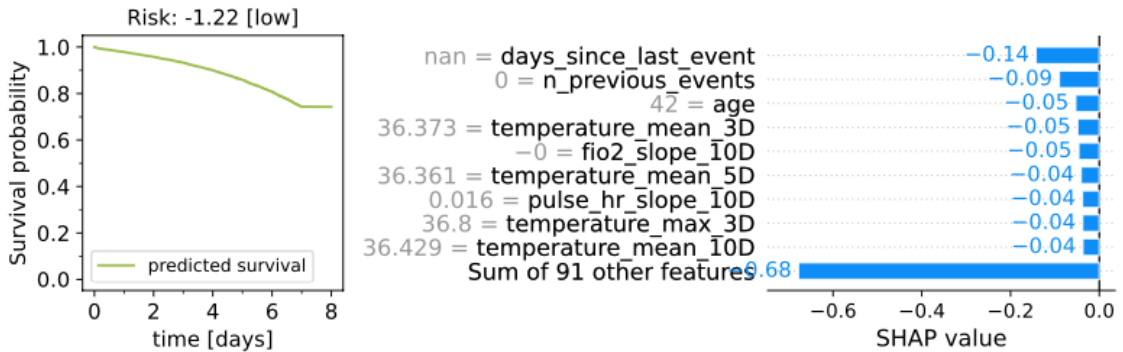 Risk: -1.22 [low]
Survival probability
1.0
0.8
0.6
0.4
0.2
0.0
predicted survival
0 2 4 6 8
time [days]
nan = days_since_last_event −0.14
0 = n_previous_events −0.09
42 = age −0.05
36.373 = temperature_mean_3D −0.05
−0 = fio2_slope_10D −0.05
36.361 = temperature_mean_5D −0.04
0.016 = pulse_hr_slope_10D −0.04
36.8 = temperature_max_3D −0.04
36.429 = temperature_mean_10D −0.04
Sum of 91 other features −0.68
−0.6 −0.4 −0.2 0.0
SHAP value